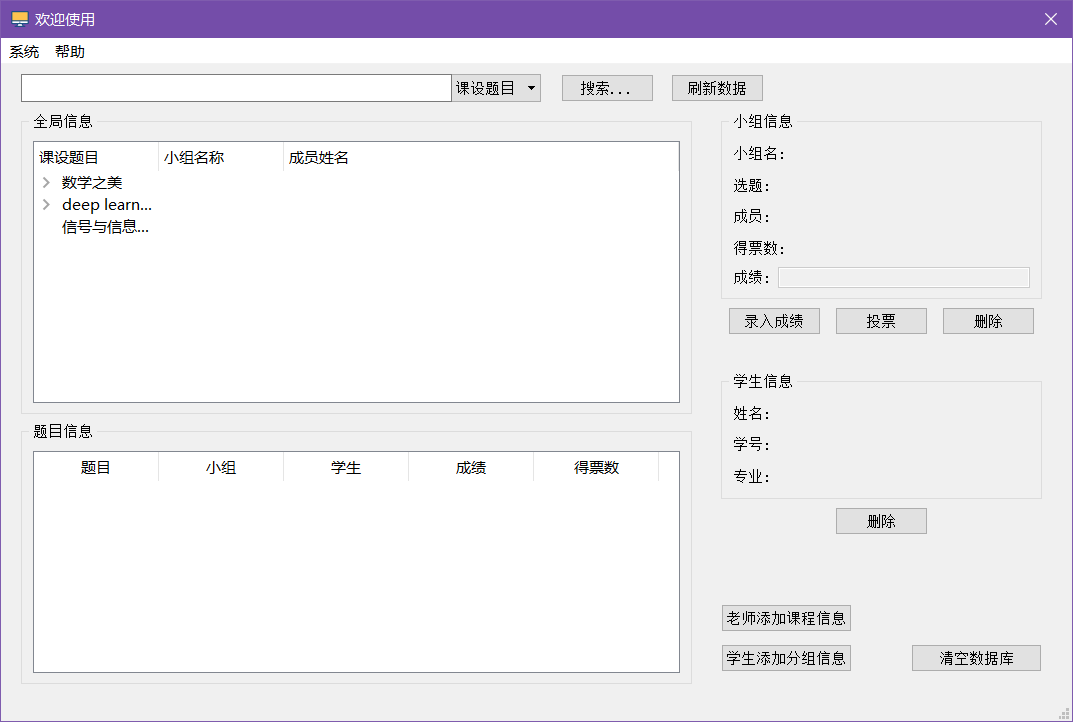 欢迎使用
系统 帮助
课设题目 搜索... 刷新数据
全局信息
课设题目 小组名称 成员姓名
数学之美
deep learn...
信号与信息...
题目信息
题目 小组 学生 成绩 得票数
小组信息
小组名:
选题:
成员:
得票数:
成绩:
录入成绩 投票 删除
学生信息
姓名:
学号:
专业:
删除
老师添加课程信息
学生添加分组信息 清空数据库